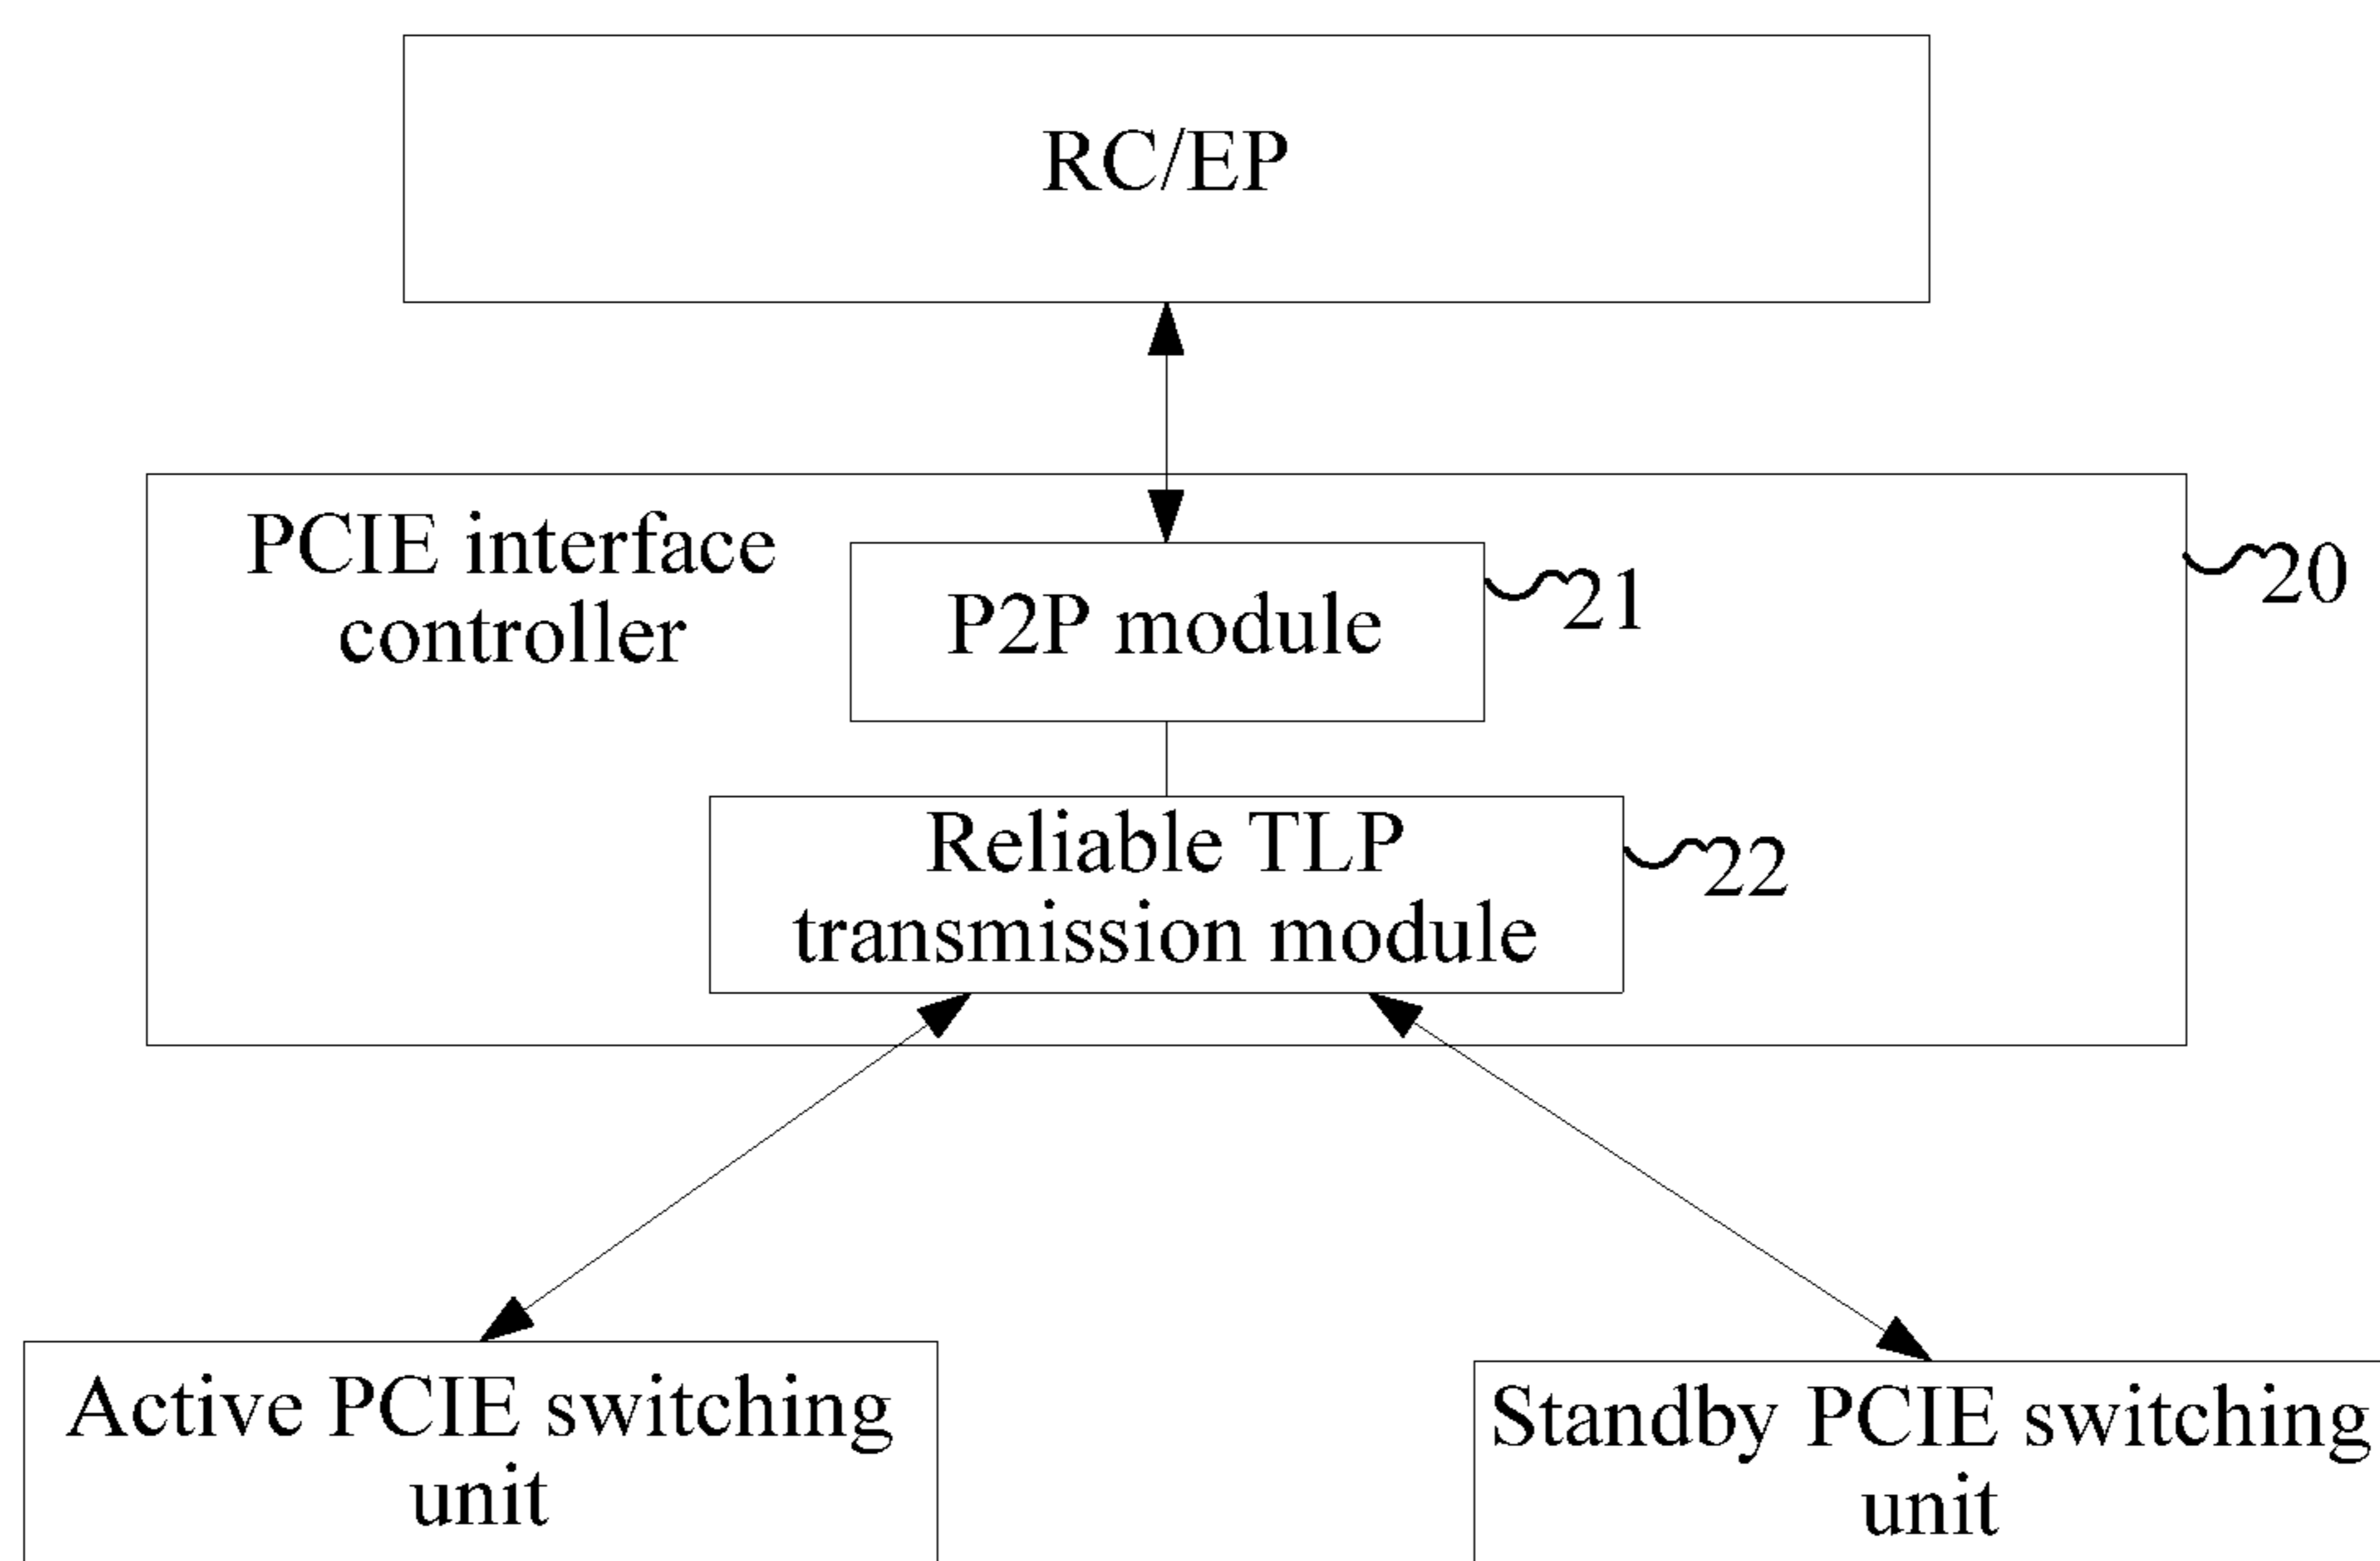 RC/EP
PCIE interface
controller
20
P2P module
21
Reliable TLP
transmission module
22
Active PCIE switching
unit
Standby PCIE switching
unit